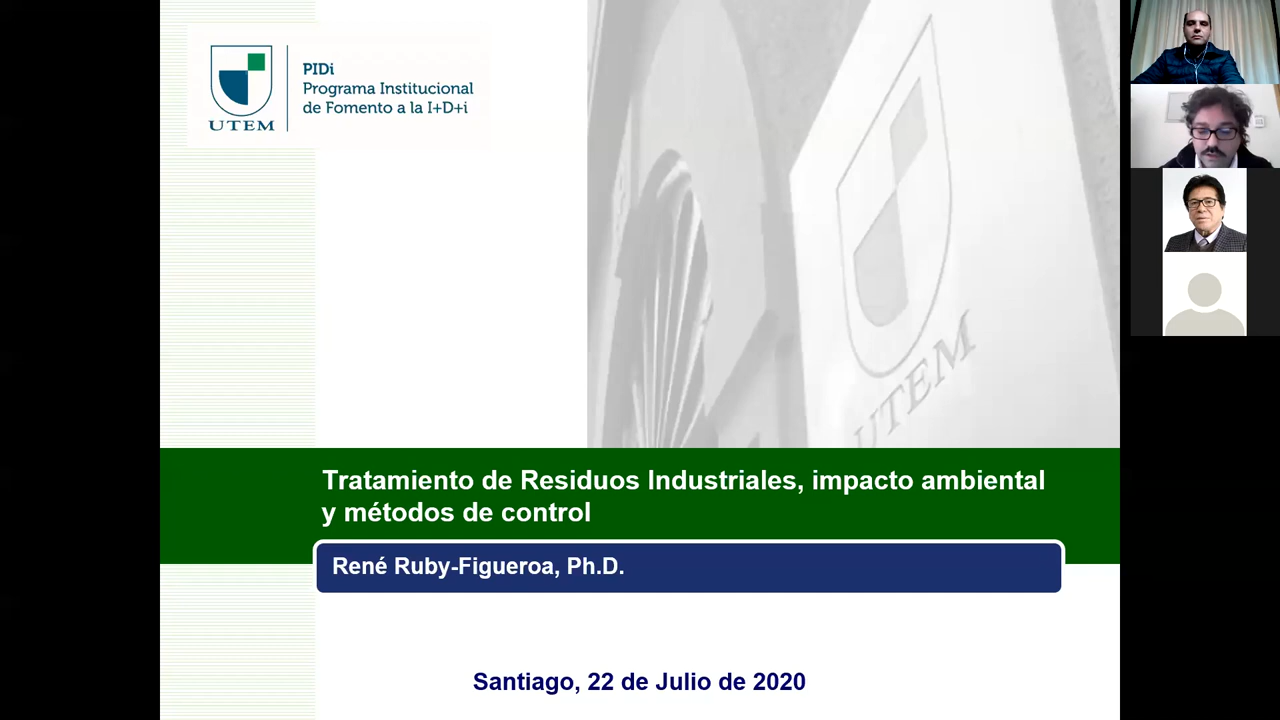 PIDi
Programa Institucional
de Fomento a la I+D+i
UTEM
UTEM
Tratamiento de Residuos Industriales, impacto ambiental
y métodos de control
René Ruby-Figueroa, Ph.D.
Santiago, 22 de Julio de 2020